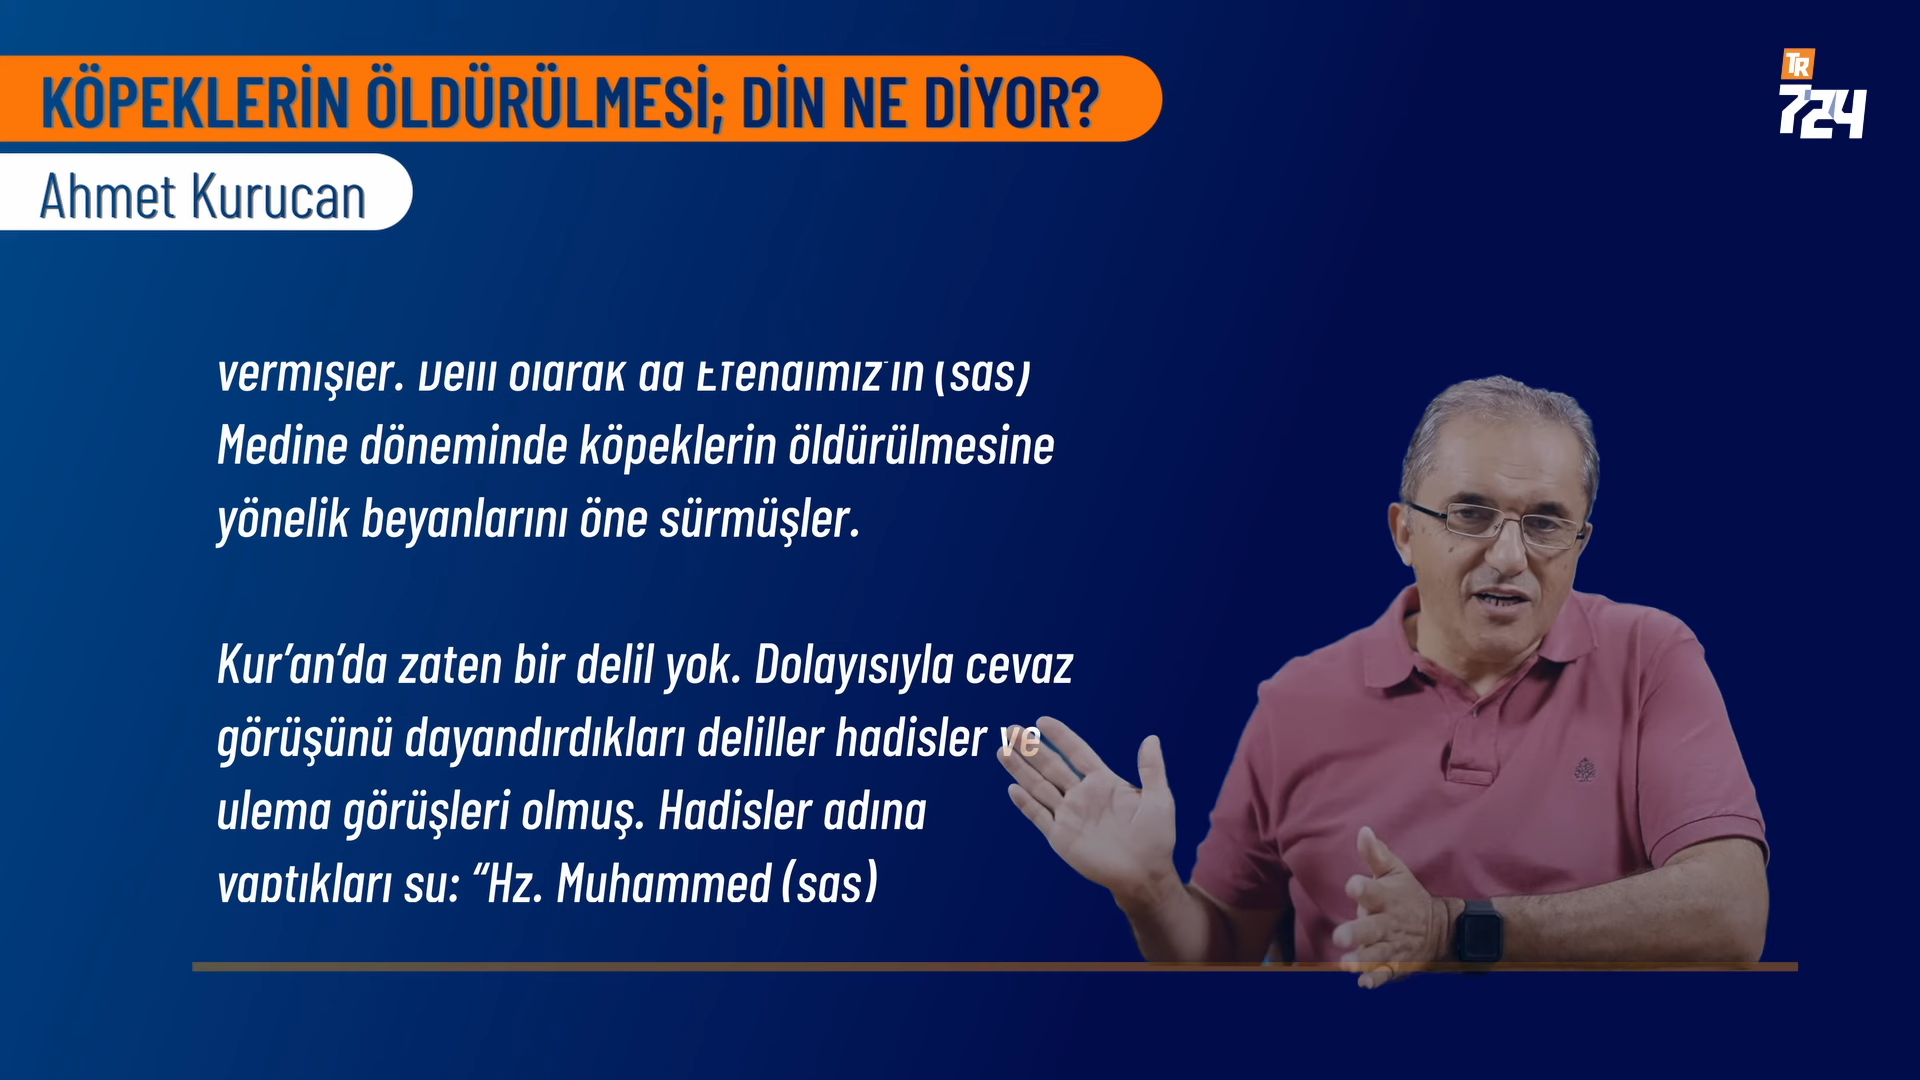 KÖPEKLERİN ÖLDÜRÜLMESİ; DİN NE DİYOR?
TR
724
Ahmet Kurucan
vermişler. Delil olarak da Efendimiz'in (sas)
Medine döneminde köpeklerin öldürülmesine
yönelik beyanlarını öne sürmüşler.
Kur’an’da zaten bir delil yok. Dolayısıyla cevaz
görüşünü dayandırdıkları deliller hadisler ve
ulema görüşleri olmuş. Hadisler adına
yaptıkları şu: “Hz. Muhammed (sas)